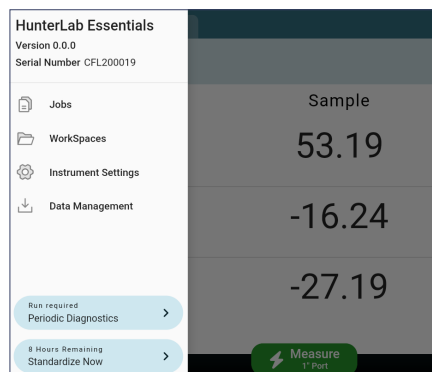 HunterLab Essentials
Version 0.0.0
Serial Number CFL200019
Jobs
WorkSpaces
Instrument Settings
Data Management
Run required
Periodic Diagnostics
8 Hours Remaining
Standardize Now
Sample
53.19
-16.24
-27.19
Measure
1" Port